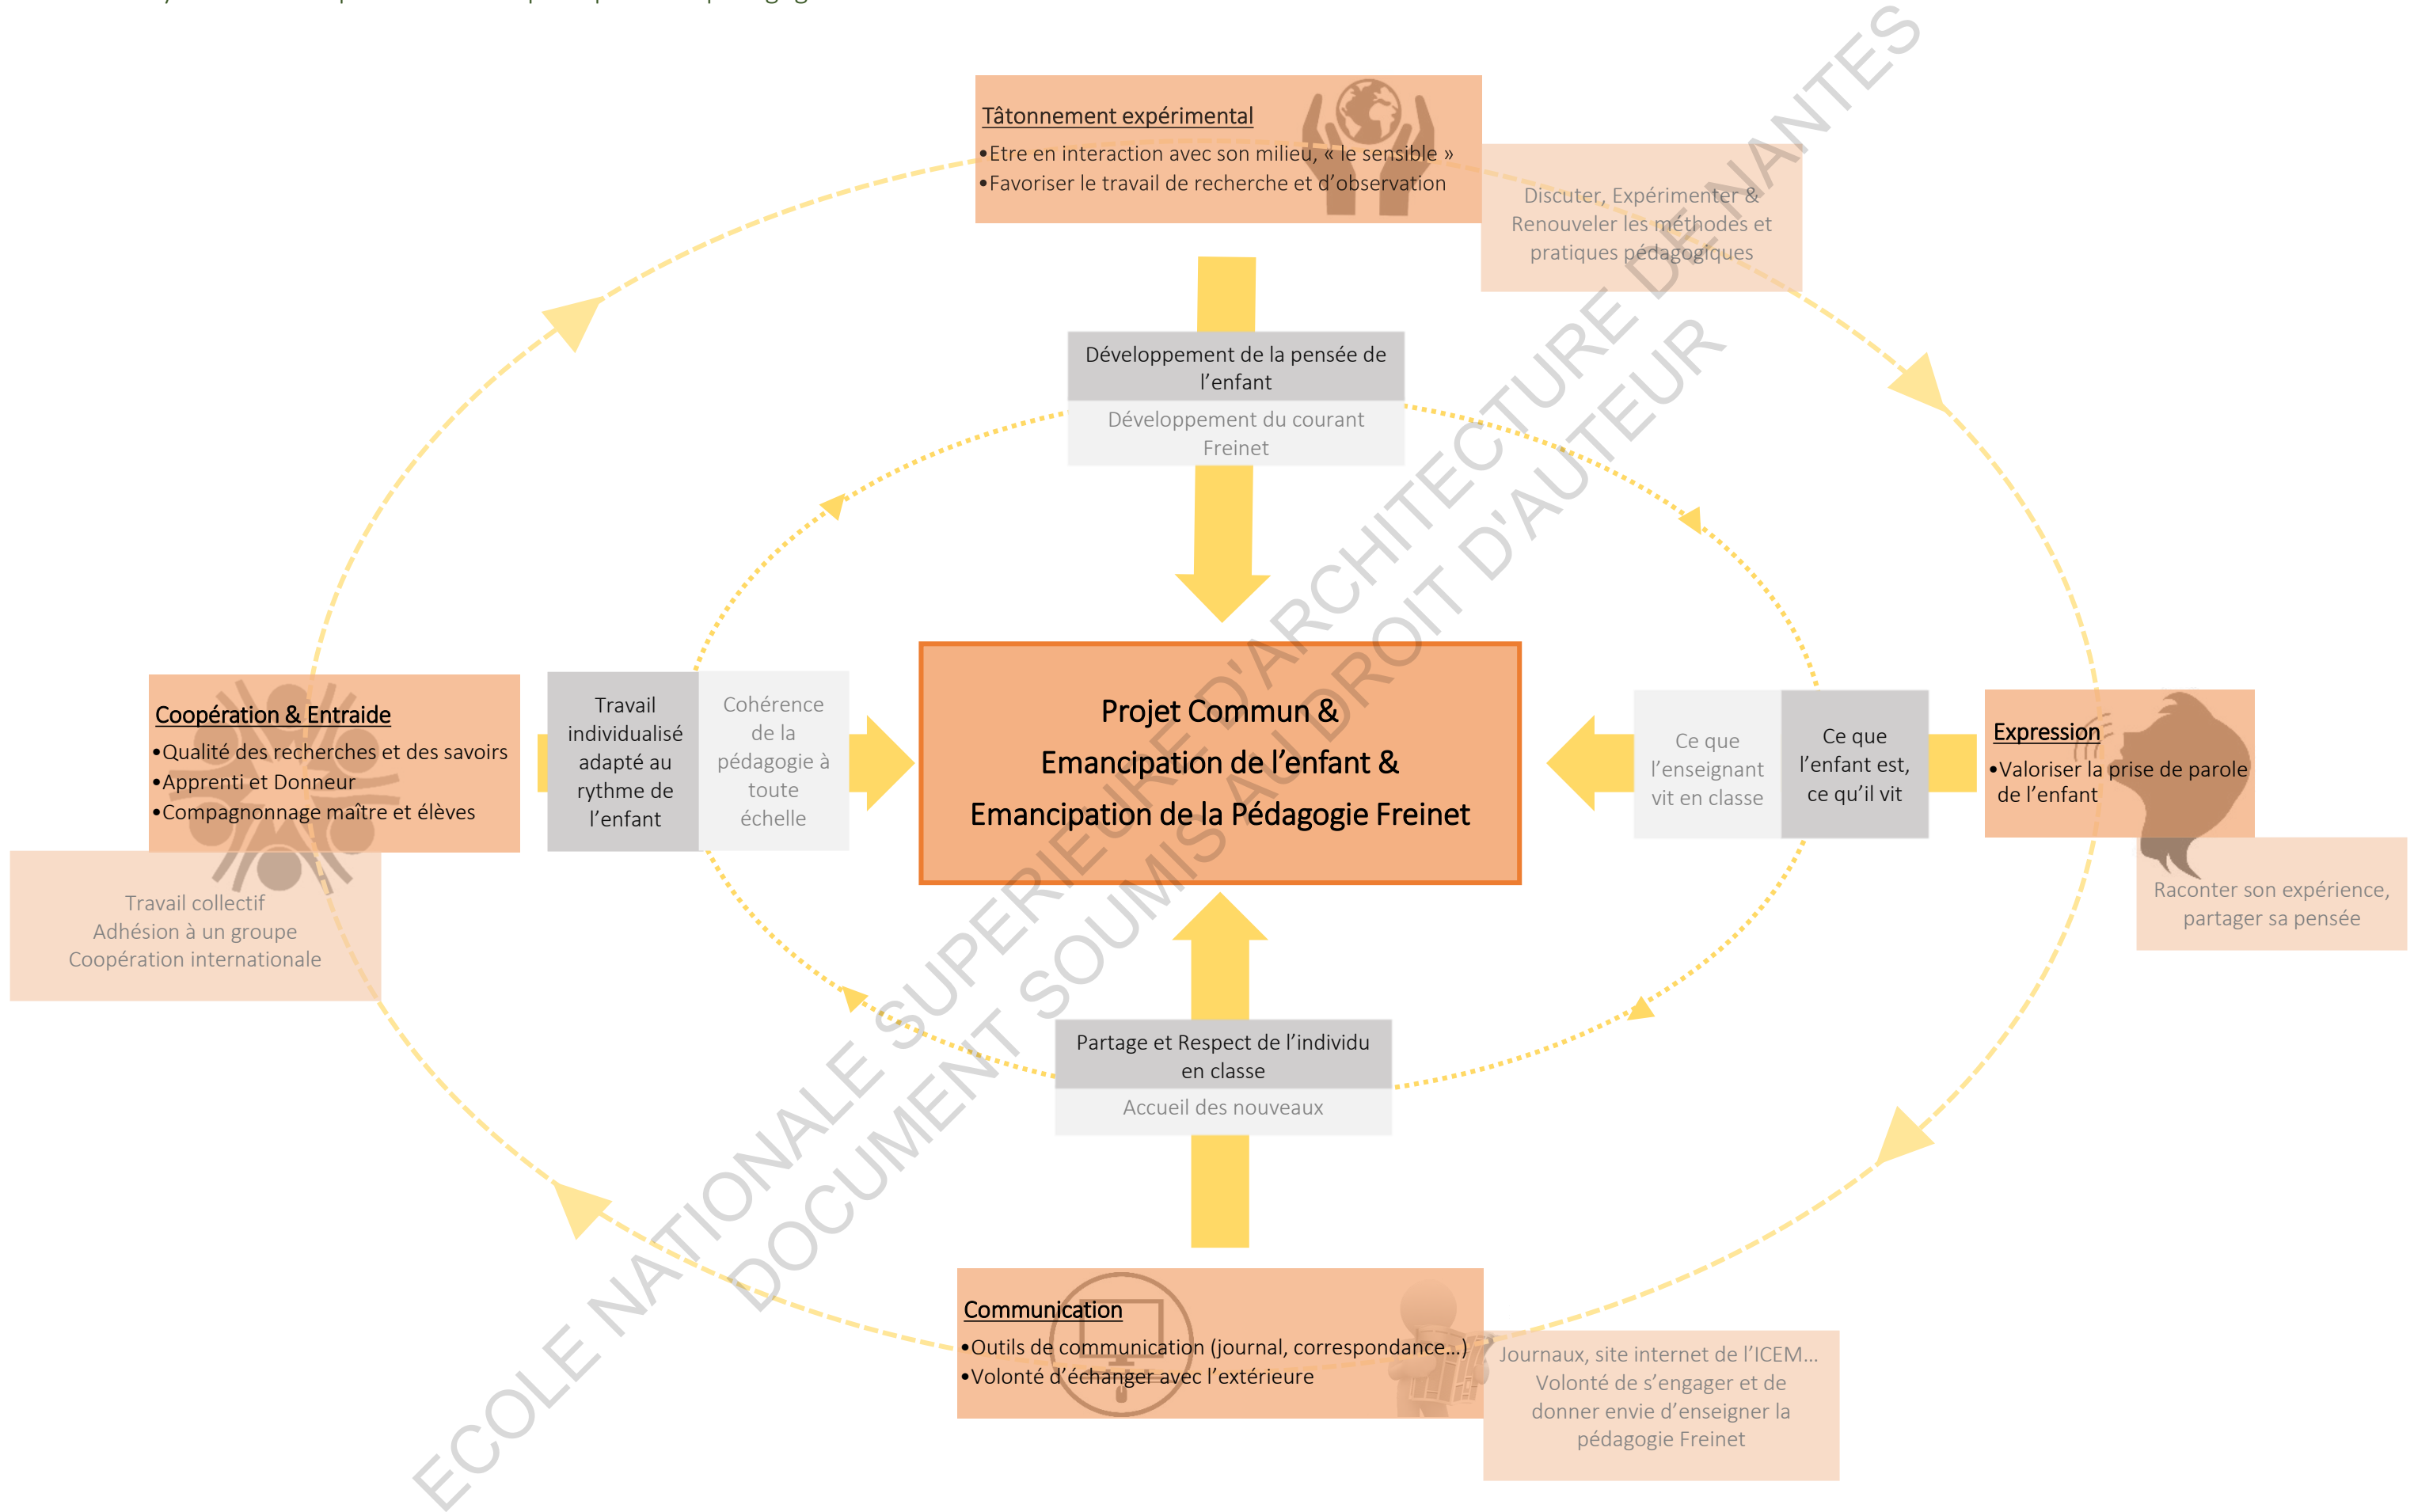 Tâtonnement expérimental
•Etre en interaction avec son milieu, « le sensible »
•Favoriser le travail de recherche et d’observation
Discuter, Expérimenter &
Renouveler les méthodes et
pratiques pédagogiques
Développement de la pensée de
l’enfant
Développement du courant
Freinet
Coopération & Entraide
•Qualité des recherches et des savoirs
•Apprenti et Donneur
•Compagnonnage maître et élèves
Travail collectif
Adhésion à un groupe
Coopération internationale
Travail
individualisé
adapté au
rythme de
l’enfant
Cohérence
de la
pédagogie à
toute
échelle
Projet Commun &
Emancipation de l’enfant &
Emancipation de la Pédagogie Freinet
Ce que
l’enseignant
vit en classe
Ce que
l’enfant est,
ce qu’il vit
Expression
•Valoriser la prise de parole
de l’enfant
Raconter son expérience,
partager sa pensée
Partage et Respect de l’individu
en classe
Accueil des nouveaux
Communication
•Outils de communication (journal, correspondance…)
•Volonté d’échanger avec l’extérieure
Journaux, site internet de l’ICEM…
Volonté de s’engager et de
donner envie d’enseigner la
pédagogie Freinet
ECOLE NATIONALE SUPERIEURE D'ARCHITECTURE DE NANTES
DOCUMENT SOUMIS AU DROIT D'AUTEUR